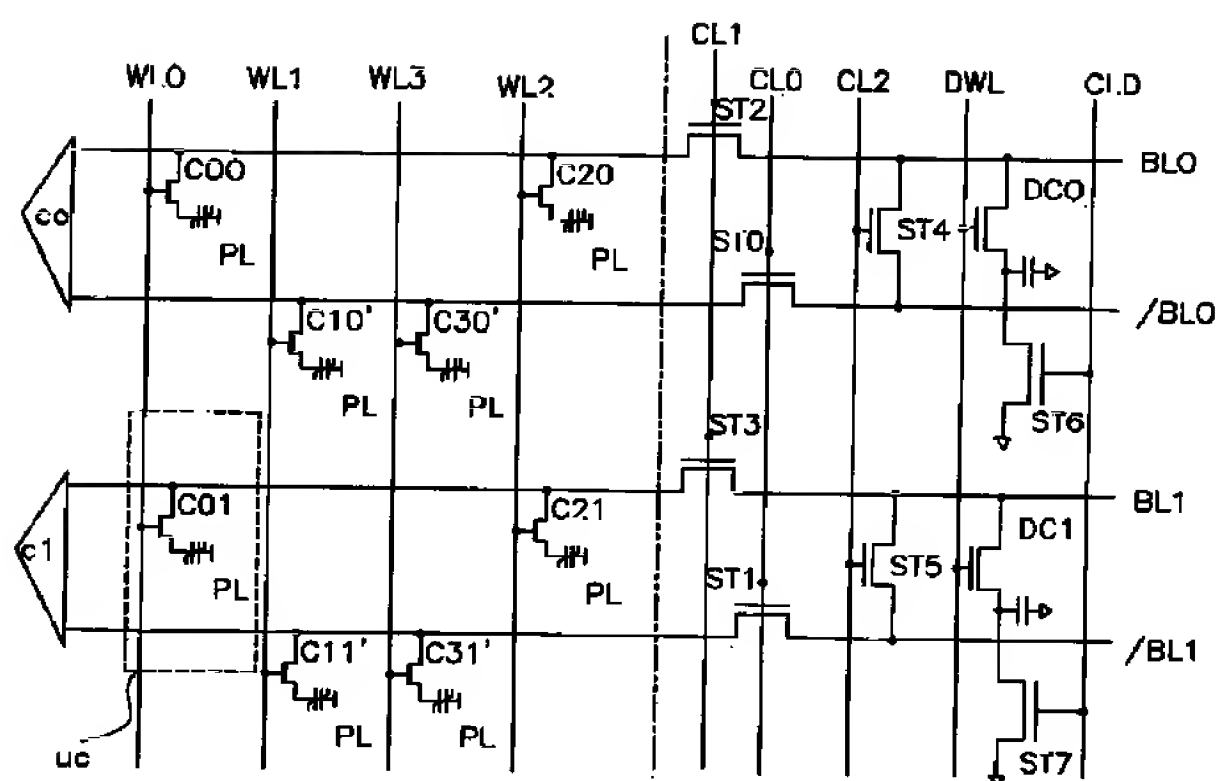 CL1
WL0 WL1 WL3 WL2 CL0 CL2 DWL CLD
ST2
C00 C20 BL0
DC0
c0 ST0 ST4
PL PL
/BL0
C10' C30'
PL PL
ST6
ST3
C01 C21 BL1
DC1
c1
PL PL ST1 ST5
/BL1
C11' C31'
PL PL
uc ST7